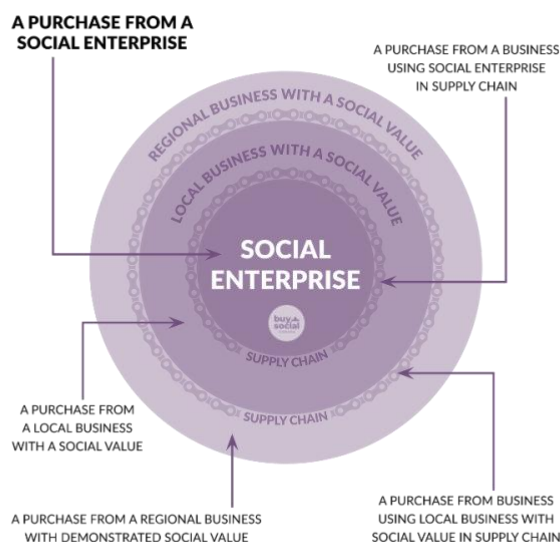 A PURCHASE FROM A
SOCIAL ENTERPRISE
A PURCHASE FROM A BUSINESS
USING SOCIAL ENTERPRISE
IN SUPPLY CHAIN
REGIONAL BUSINESS WITH A SOCIAL VALUE
LOCAL BUSINESS WITH A SOCIAL VALUE
SOCIAL
ENTERPRISE
buy
social
SUPPLY CHAIN
SUPPLY CHAIN
A PURCHASE FROM
A LOCAL BUSINESS
WITH A SOCIAL VALUE
A PURCHASE FROM A REGIONAL BUSINESS
WITH DEMONSTRATED SOCIAL VALUE
A PURCHASE FROM BUSINESS
USING LOCAL BUSINESS WITH
SOCIAL VALUE IN SUPPLY CHAIN